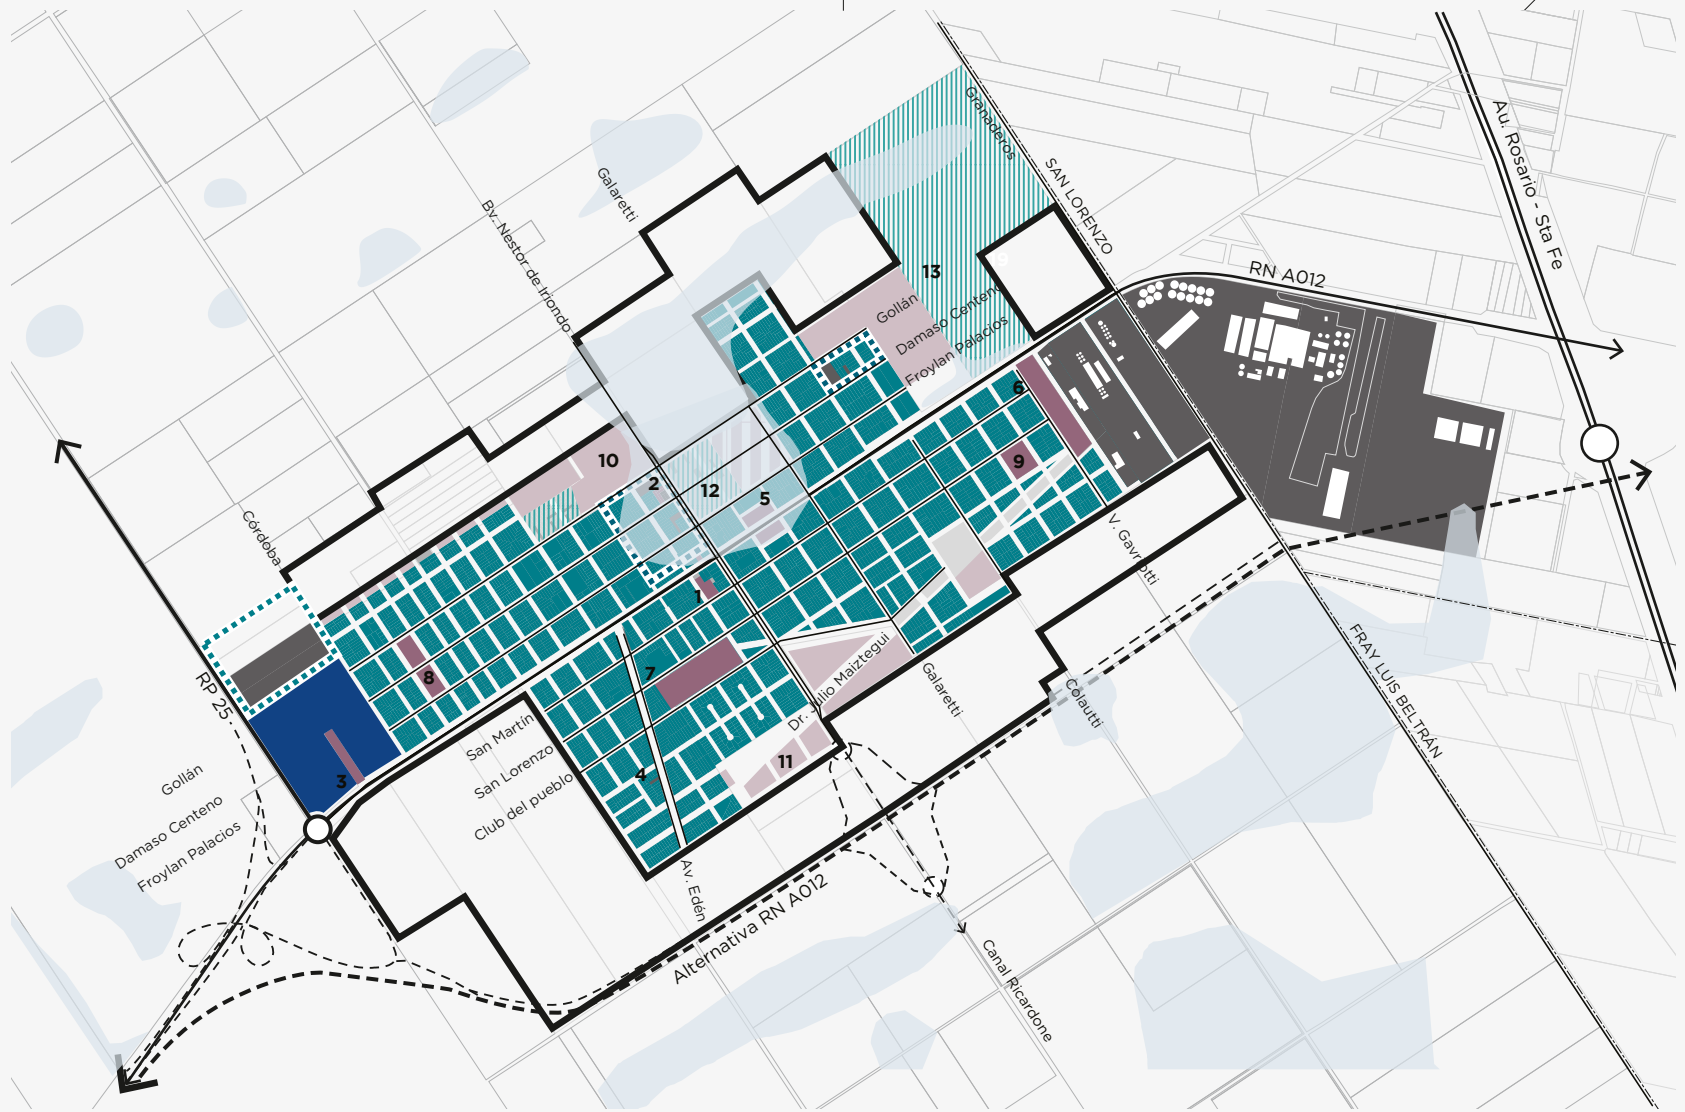 Granaderos
SAN LORENZO
Au. Rosario - Sta Fe
Galaretti
Bv. Nestor de Iriondo
RN A012
13
19
Gollán
Damaso Centeno
Froylan Palacios
6
10
2
12
5
9
Córdoba
V. Gavrotti
1
7
8
RP 25
Dr. Julio Maiztegui
Galaretti
Colautti
FRAY LUIS BELTRÁN
San Martín
San Lorenzo
Club del pueblo
4
11
3
Gollán
Damaso Centeno
Froylan Palacios
Av. Edén
Alternativa RN A012
Canal Ricardone